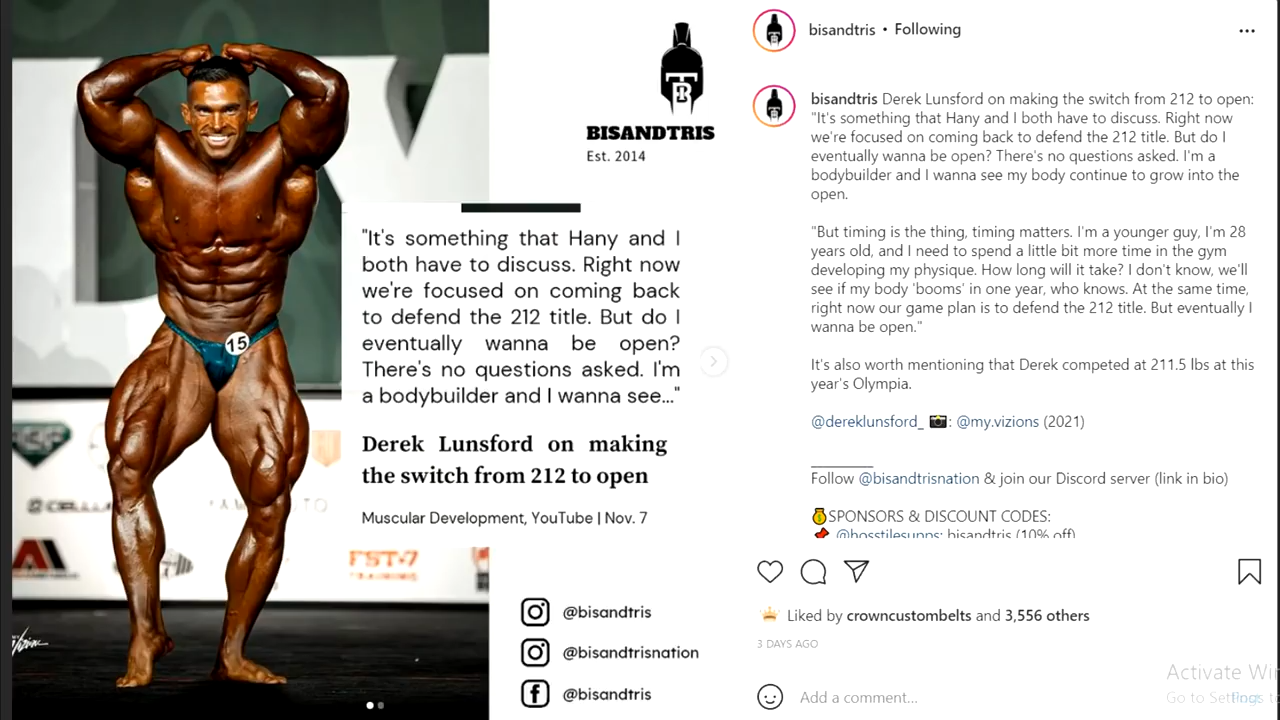 BISANDTRIS
Est. 2014
"It's something that Hany and I
both have to discuss. Right now
we're focused on coming back
to defend the 212 title. But do I
eventually wanna be open?
There's no questions asked. I'm
a bodybuilder and I wanna see..."
Derek Lunsford on making
the switch from 212 to open
Muscular Development, YouTube | Nov. 7
@bisandtris
@bisandtrisnation
@bisandtris
15
FST-7
bisandtris • Following
bisandtris Derek Lunsford on making the switch from 212 to open:
"It's something that Hany and I both have to discuss. Right now
we're focused on coming back to defend the 212 title. But do I
eventually wanna be open? There's no questions asked. I'm a
bodybuilder and I wanna see my body continue to grow into the
open.
"But timing is the thing, timing matters. I'm a younger guy, I'm 28
years old, and I need to spend a little bit more time in the gym
developing my physique. How long will it take? I don't know, we'll
see if my body 'booms' in one year, who knows. At the same time,
right now our game plan is to defend the 212 title. But eventually I
wanna be open."
It's also worth mentioning that Derek competed at 211.5 lbs at this
year's Olympia.
@dereklunsford_ 📷: @my.vizions (2021)
Follow @bisandtrisnation & join our Discord server (link in bio)
💰SPONSORS & DISCOUNT CODES:
📌 @hosstilesupps: bisandtris (10% off)
Liked by crowncustombelts and 3,556 others
3 DAYS AGO
Add a comment...
Activate Win
Go to Settings t